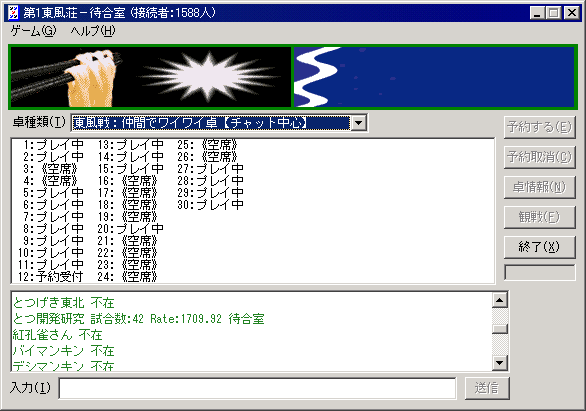 第1東風荘－待合室 (接続者:1588人)
ゲーム(G) ヘルプ(H)
卓種類(T) 東風戦：仲間でワイワイ卓【チャット中心】
予約する(E)
予約取消(C)
卓情報(N)
観戦(F)
終了(X)
1:プレイ中 13:プレイ中 25:《空席》
2:プレイ中 14:プレイ中 26:《空席》
3:《空席》 15:プレイ中 27:プレイ中
4:《空席》 16:《空席》 28:プレイ中
5:プレイ中 17:《空席》 29:プレイ中
6:プレイ中 18:《空席》 30:プレイ中
7:プレイ中 19:《空席》
8:プレイ中 20:プレイ中
9:プレイ中 21:《空席》
10:プレイ中 22:《空席》
11:プレイ中 23:《空席》
12:予約受付 24:《空席》
とつげき東北 不在
とつ開発研究 試合数:42 Rate:1709.92 待合室
紅孔雀さん 不在
バイマンキン 不在
デシマンキン 不在
入力(I) 送信